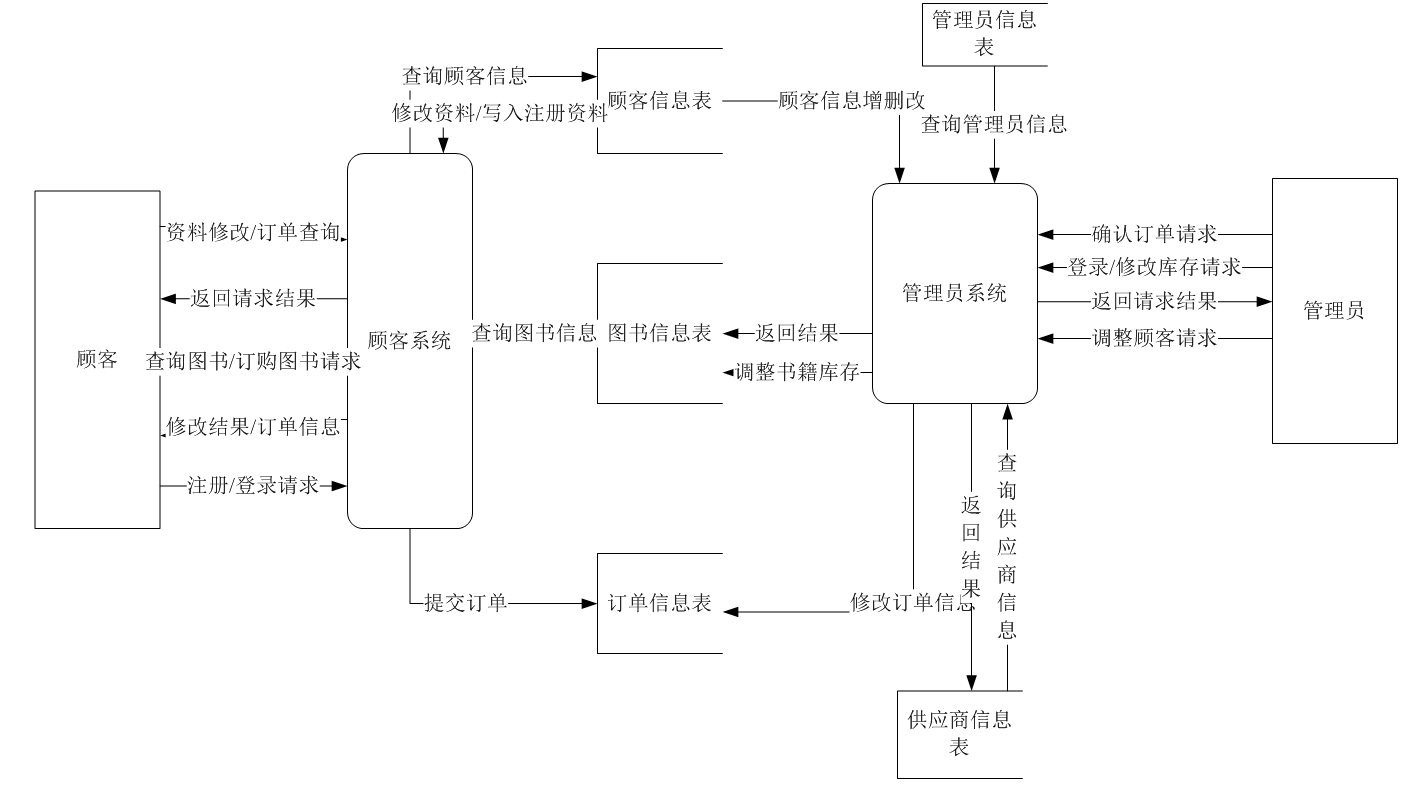 管理员信息
表
查询顾客信息
修改资料/写入注册资料
顾客信息表
顾客信息增删改
查询管理员信息
资料修改/订单查询
返回请求结果
顾客
查询图书/订购图书请求
修改结果/订单信息
注册/登录请求
顾客系统
查询图书信息
图书信息表
返回结果
调整书籍库存
管理员系统
确认订单请求
登录/修改库存请求
返回请求结果
调整顾客请求
管理员
提交订单
订单信息表
修改订单信息
返回结果
查询供应商信息
供应商信息
表